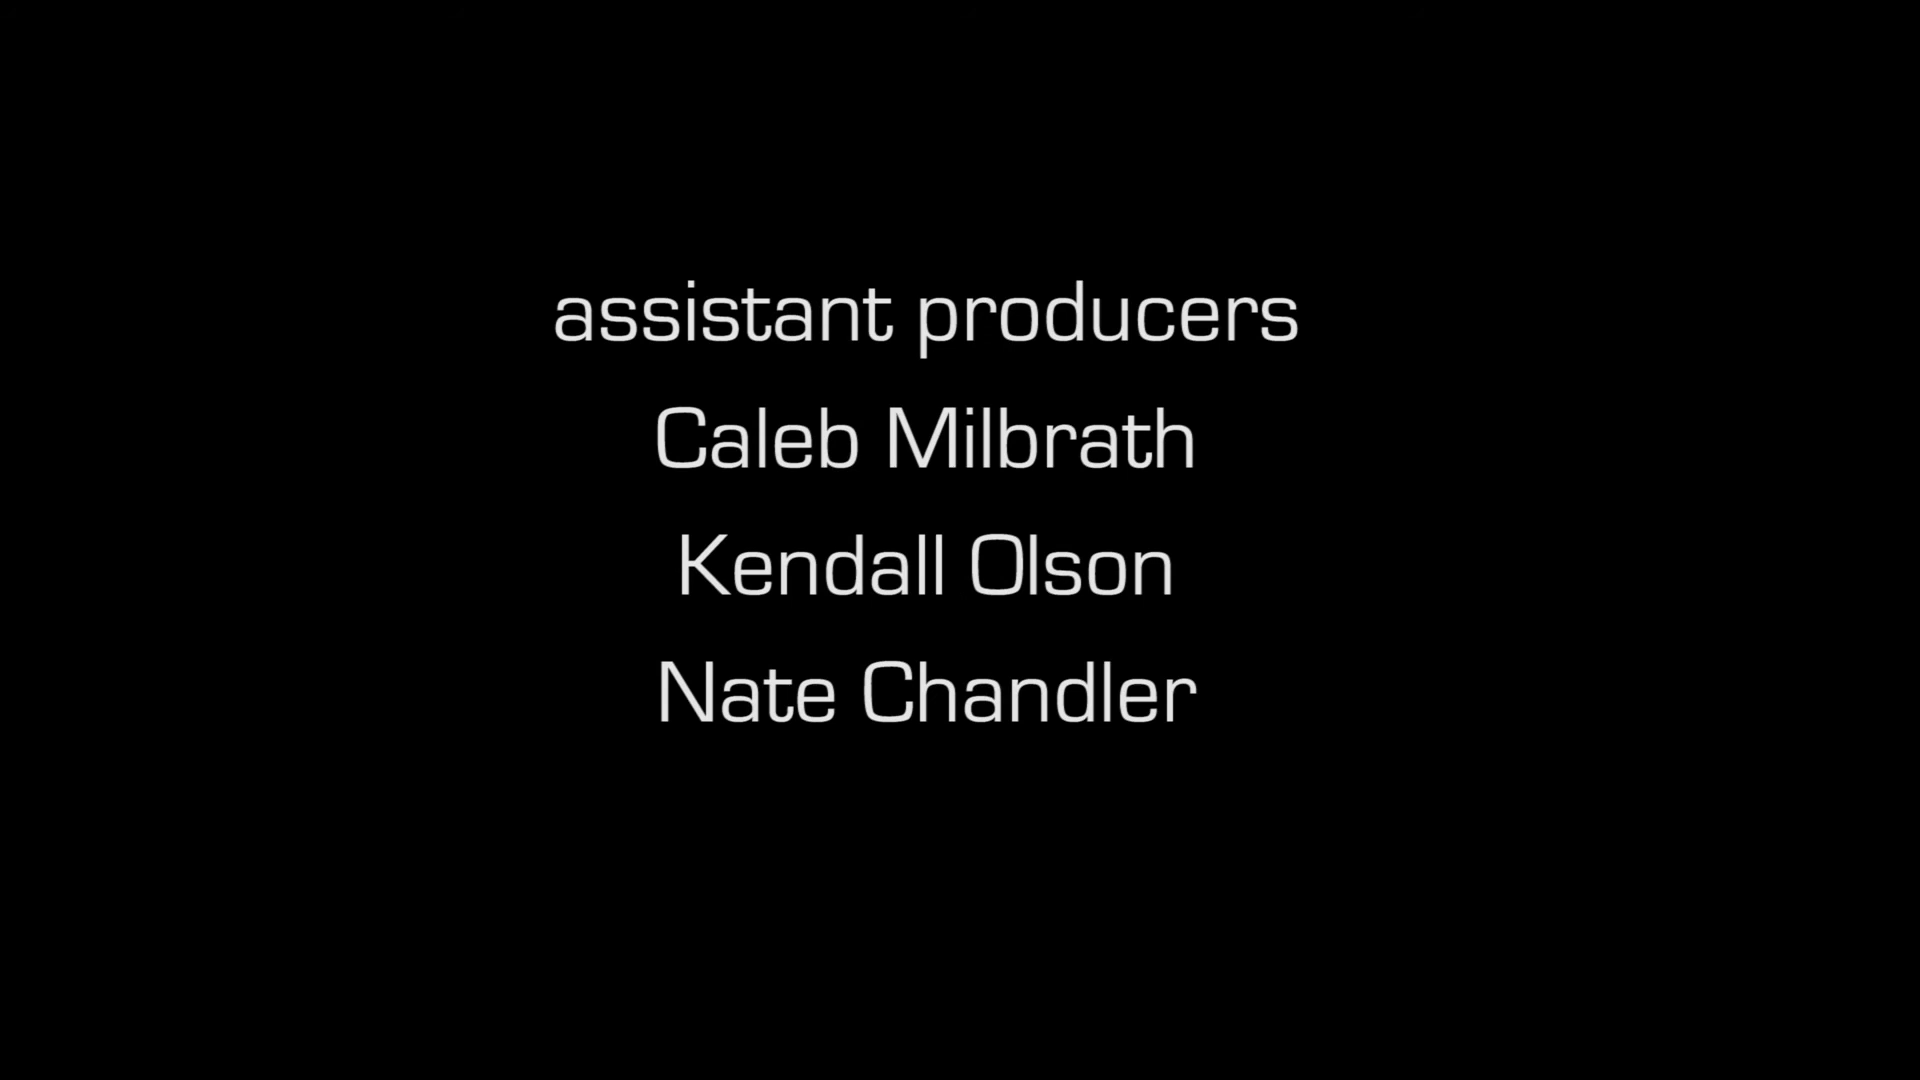 assistant producers
Caleb Milbrath
Kendall Olson
Nate Chandler